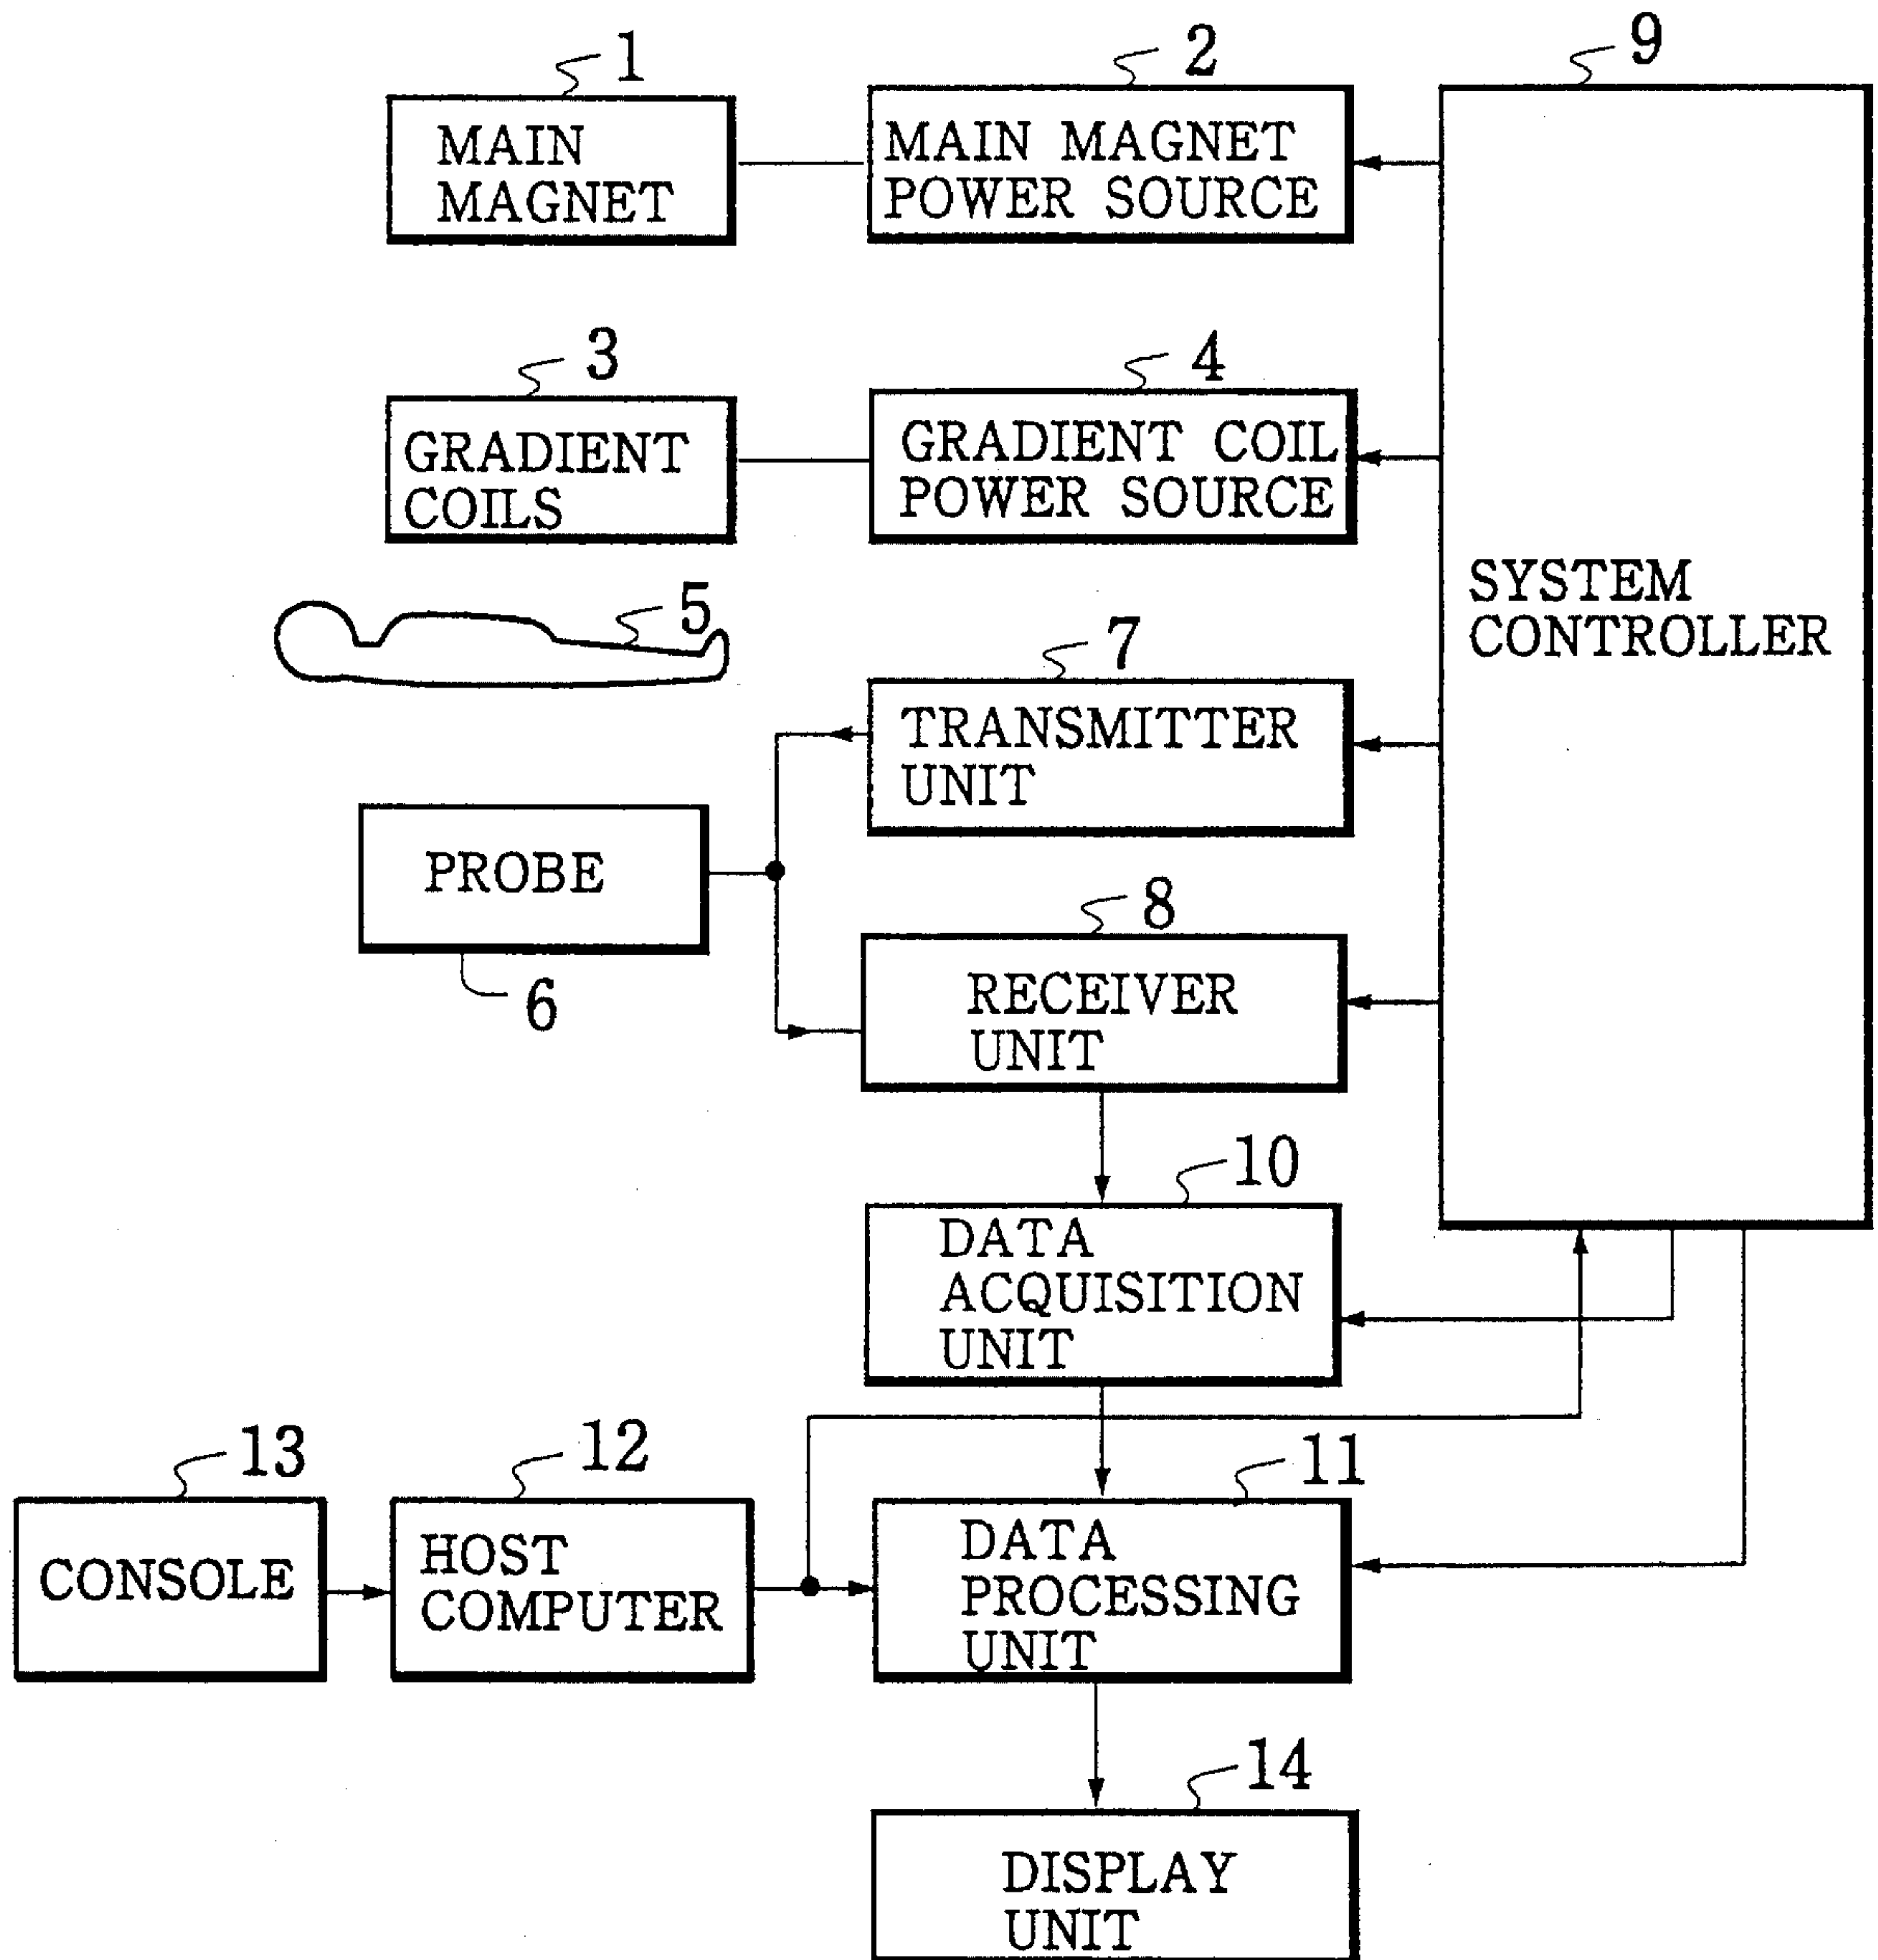 1
2
9
MAIN
MAGNET
MAIN MAGNET
POWER SOURCE
3
4
GRADIENT
COILS
GRADIENT COIL
POWER SOURCE
SYSTEM
CONTROLLER
5
7
TRANSMITTER
UNIT
PROBE
6
8
RECEIVER
UNIT
10
DATA
ACQUISITION
UNIT
13
12
11
CONSOLE
HOST
COMPUTER
DATA
PROCESSING
UNIT
14
DISPLAY
UNIT